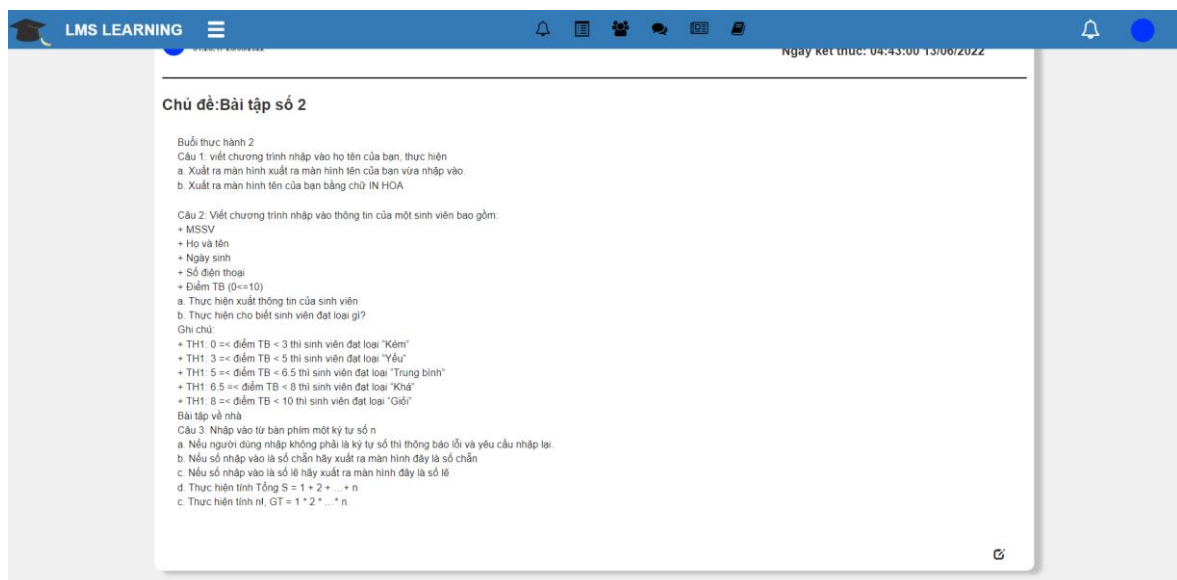 LMS LEARNING
Ngày kết thúc: 04:43:00 13/06/2022
Chủ đề:Bài tập số 2
Buổi thực hành 2
Câu 1: viết chương trình nhập vào họ tên của bạn, thực hiện
a. Xuất ra màn hình xuất ra màn hình tên của bạn vừa nhập vào.
b. Xuất ra màn hình tên của bạn bằng chữ IN HOA
Câu 2: Viết chương trình nhập vào thông tin của một sinh viên bao gồm:
+ MSSV
+ Họ và tên
+ Ngày sinh
+ Số điện thoại
+ Điểm TB (0<=10)
a. Thực hiện xuất thông tin của sinh viên
b. Thực hiện cho biết sinh viên đạt loại gì?
Ghi chú:
+ TH1: 0 =< điểm TB < 3 thì sinh viên đạt loại "Kém"
+ TH1: 3 =< điểm TB < 5 thì sinh viên đạt loại "Yếu"
+ TH1: 5 =< điểm TB < 6.5 thì sinh viên đạt loại "Trung bình"
+ TH1: 6.5 =< điểm TB < 8 thì sinh viên đạt loại "Khá"
+ TH1: 8 =< điểm TB < 10 thì sinh viên đạt loại "Giỏi"
Bài tập về nhà
Câu 3: Nhập vào từ bàn phím một ký tự số n
a. Nếu người dùng nhập không phải là ký tự số thì thông báo lỗi và yêu cầu nhập lại.
b. Nếu số nhập vào là số chẵn hãy xuất ra màn hình đây là số chẵn
c. Nếu số nhập vào là số lẽ hãy xuất ra màn hình đây là số lẽ
d. Thực hiện tính Tổng S = 1 + 2 + ...+ n
c. Thực hiện tính n!, GT = 1 * 2 * ...* n.